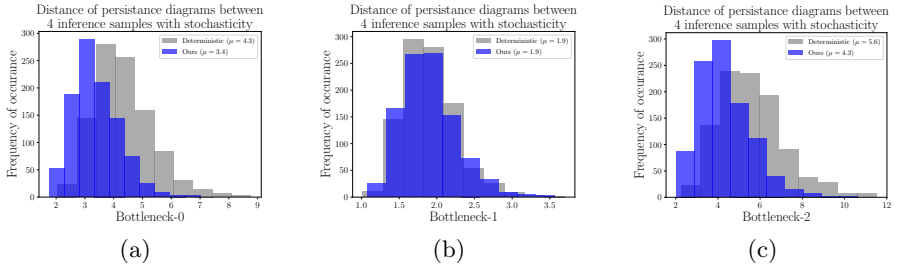 Distance of persistance diagrams between
4 inference samples with stochasticity
Frequency of occurance
300
250
200
150
100
50
0
Deterministic (μ = 4.3)
Ours (μ = 3.4)
2 3 4 5 6 7 8 9
Bottleneck-0
(a)
Distance of persistance diagrams between
4 inference samples with stochasticity
Frequency of occurance
300
250
200
150
100
50
0
Deterministic (μ = 1.9)
Ours (μ = 1.9)
1.0 1.5 2.0 2.5 3.0 3.5
Bottleneck-1
(b)
Distance of persistance diagrams between
4 inference samples with stochasticity
Frequency of occurance
300
250
200
150
100
50
0
Deterministic (μ = 5.6)
Ours (μ = 4.3)
2 4 6 8 10 12
Bottleneck-2
(c)